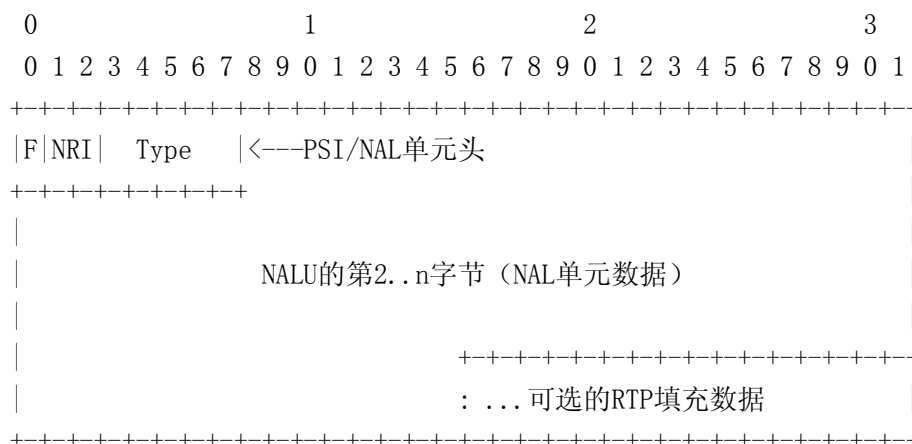 0 1 2 3
0 1 2 3 4 5 6 7 8 9 0 1 2 3 4 5 6 7 8 9 0 1 2 3 4 5 6 7 8 9 0 1
+-+-+-+-+-+-+-+-+-+-+-+-+-+-+-+-+-+-+-+-+-+-+-+-+-+-+-+-+-+-+-+-
|F|NRI| Type |<---PSI/NAL单元头 |
+-+-+-+-+-+-+-+-+ |
| |
| NALU的第2..n字节（NAL单元数据） |
| |
| +-+-+-+-+-+-+-+-+-+-+-+-+-+-+-+-
| : ...可选的RTP填充数据 |
+-+-+-+-+-+-+-+-+-+-+-+-+-+-+-+-+-+-+-+-+-+-+-+-+-+-+-+-+-+-+-+-